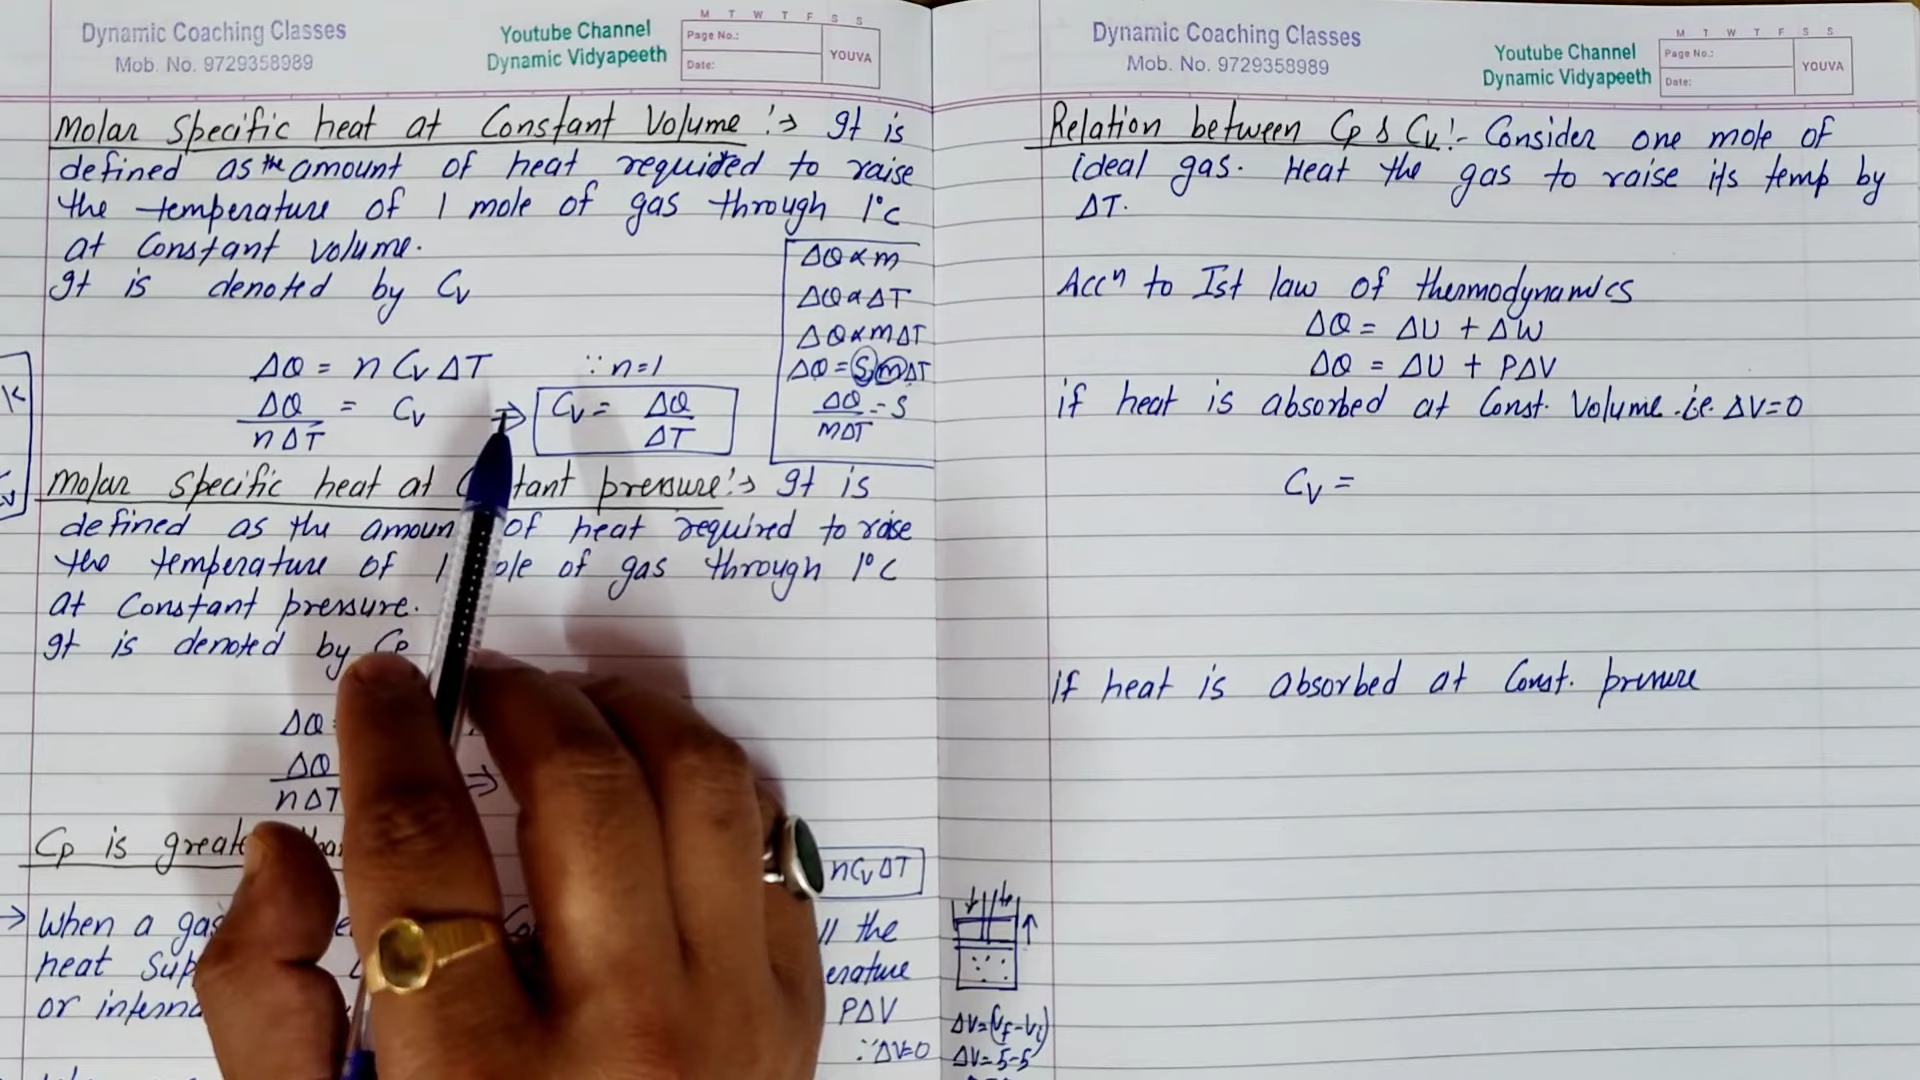 Dynamic Coaching Classes
Mob. No. 9729358989
Youtube Channel
Dynamic Vidyapeeth
M T W T F S S
Page No.:
Date:
YOUVA
Molar Specific heat at Constant Volume :→ It is
defined as the amount of heat required to raise
the temperature of 1 mole of gas through 1°C
at Constant volume.
It is denoted by Cv
ΔQ = n Cv ΔT ∵ n=1
ΔQ/nΔT = Cv ⇒ Cv = ΔQ/ΔT
ΔQ ∝ m
ΔQ ∝ ΔT
ΔQ ∝ mΔT
ΔQ = S m ΔT
ΔQ/mΔT = S
Molar Specific heat at tant pressure :→ It is
defined as the amoun of heat required to raise
the temperature of 1 ole of gas through 1°C
at Constant pressure.
It is denoted by Cp
ΔQ
ΔQ/nΔT ⇒
Cp is great
nCvΔT
→ When a gas
heat Sup
or interna
// the
erature
PΔV
∵ ΔV=0
ΔV=(Vf-Vi)
ΔV=5-5
Dynamic Coaching Classes
Mob. No. 9729358989
Youtube Channel
Dynamic Vidyapeeth
M T W T F S S
Page No.:
Date:
YOUVA
Relation between Cp & Cv :- Consider one mole of
ideal gas. Heat the gas to raise its temp by
ΔT.
Accⁿ to Ist law of thermodynamics
ΔQ = ΔU + ΔW
ΔQ = ΔU + PΔV
if heat is absorbed at Const. Volume .i.e. ΔV=0
Cv =
if heat is absorbed at Const. pressure